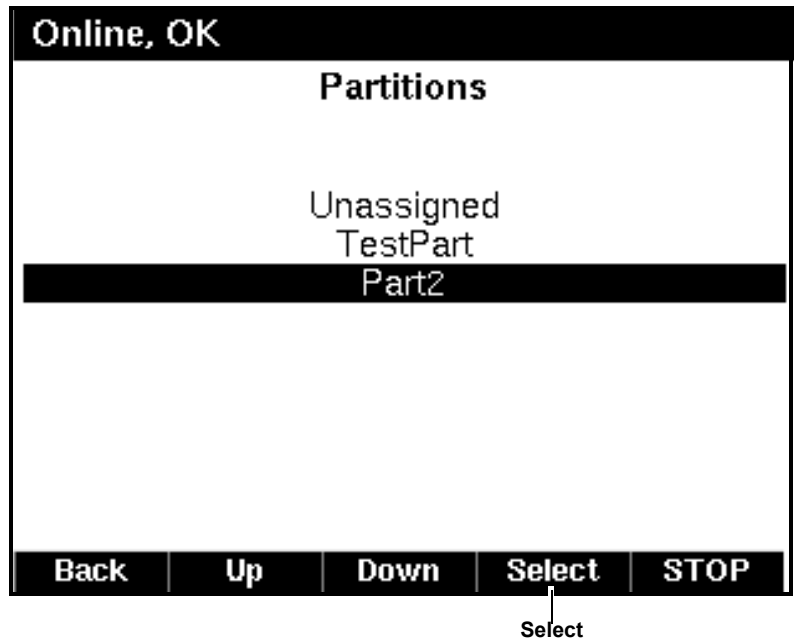 Online, OK
Partitions
Unassigned
TestPart
Part2
Back Up Down Select STOP
Select